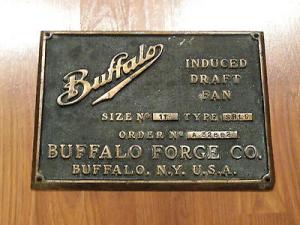 Buffalo
INDUCED
DRAFT
FAN
SIZE Nº TYPE
ORDER Nº
BUFFALO FORGE CO.
BUFFALO, N.Y. U.S.A.